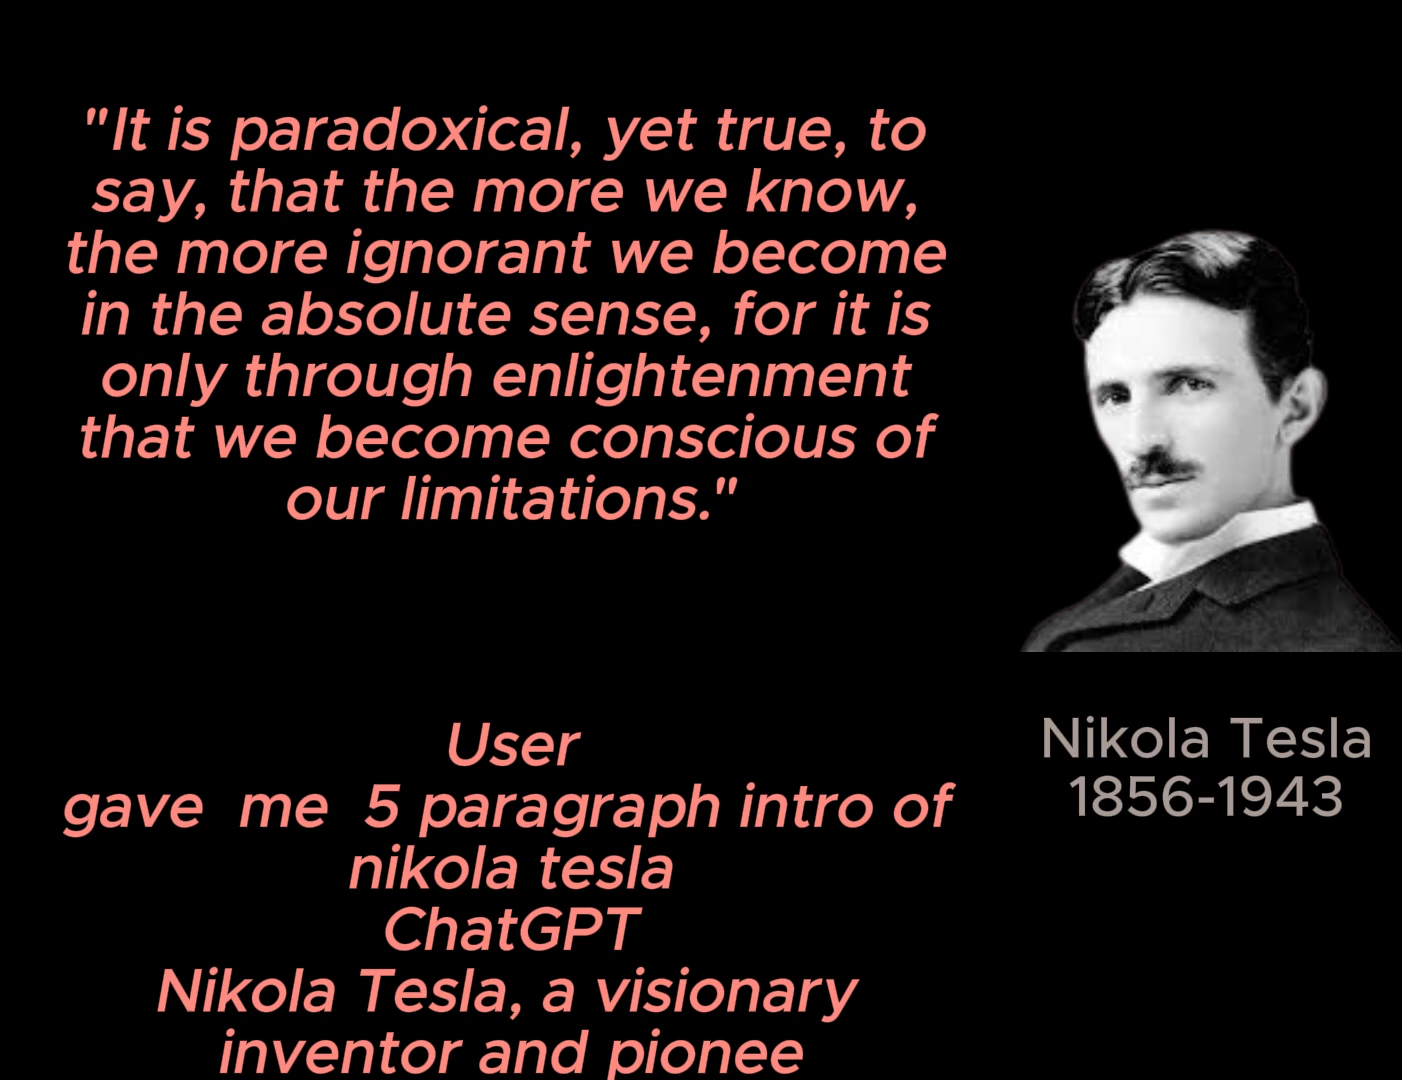 "It is paradoxical, yet true, to
say, that the more we know,
the more ignorant we become
in the absolute sense, for it is
only through enlightenment
that we become conscious of
our limitations."
User
gave me 5 paragraph intro of
nikola tesla
ChatGPT
Nikola Tesla, a visionary
inventor and pionee
Nikola Tesla
1856-1943